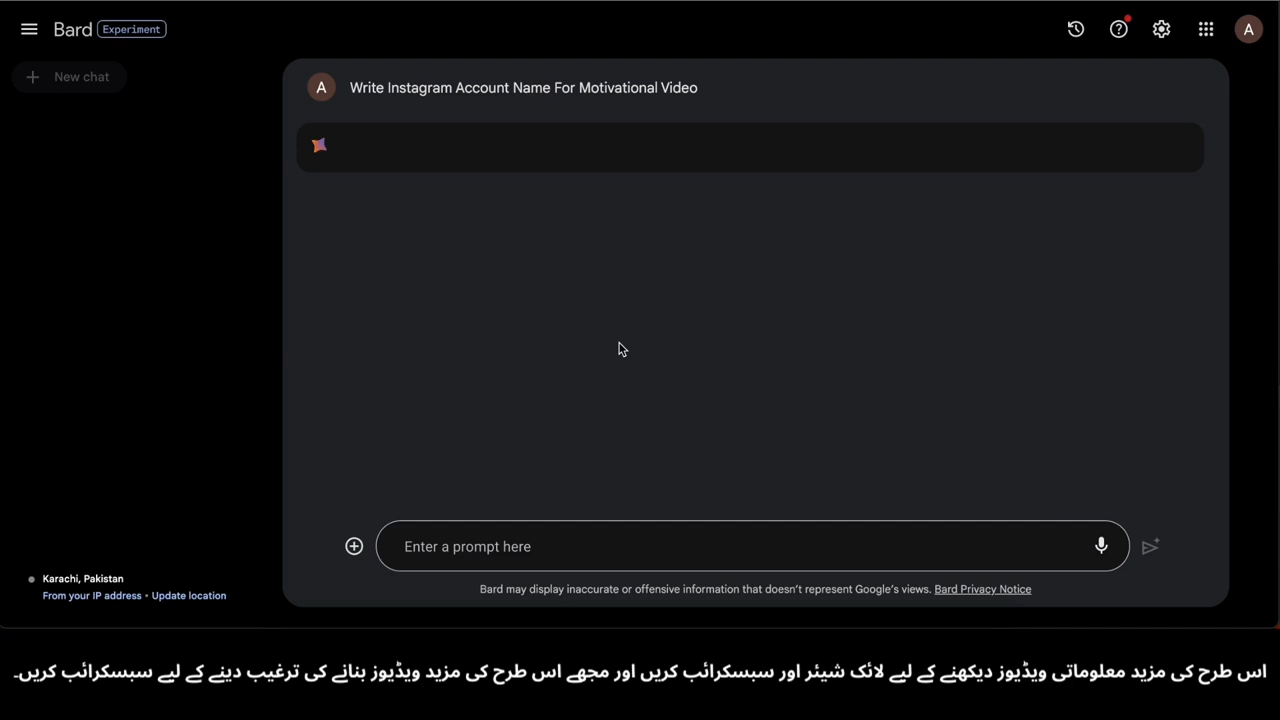 Bard Experiment
A
New chat
A Write Instagram Account Name For Motivational Video
Enter a prompt here
Karachi, Pakistan
From your IP address • Update location
Bard may display inaccurate or offensive information that doesn't represent Google's views. Bard Privacy Notice
اس طرح کی مزید معلوماتی ویڈیوز دیکھنے کے لیے لائک شیئر اور سبسکرائب کریں اور مجھے اس طرح کی مزید ویڈیوز بنانے کی ترغیب دینے کے لیے سبسکرائب کریں۔